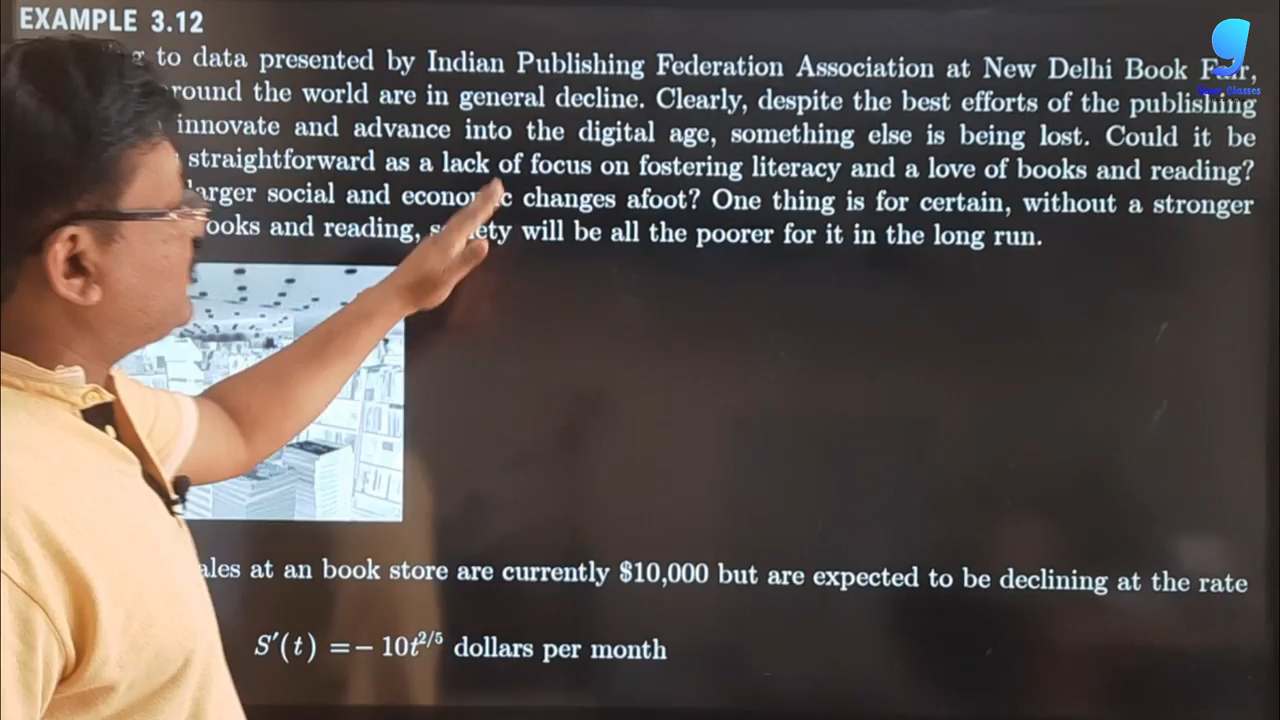 EXAMPLE 3.12
to data presented by Indian Publishing Federation Association at New Delhi Book Fair,
round the world are in general decline. Clearly, despite the best efforts of the publishing
innovate and advance into the digital age, something else is being lost. Could it be
straightforward as a lack of focus on fostering literacy and a love of books and reading?
larger social and economic changes afoot? One thing is for certain, without a stronger
ooks and reading, society will be all the poorer for it in the long run.
ales at an book store are currently $10,000 but are expected to be declining at the rate
S′(t) = − 10t^2/5 dollars per month